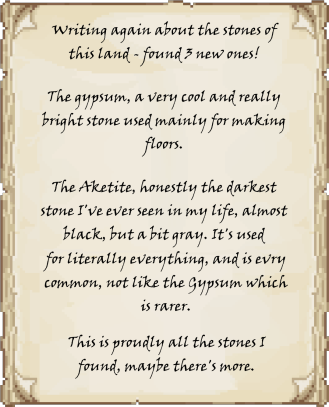 Writing again about the stones of
this land - found 3 new ones!
The gypsum, a very cool and really
bright stone used mainly for making
floors.
The Aketite, honestly the darkest
stone I've ever seen in my life, almost
black, but a bit gray. It's used
for literally everything, and is evry
common, not like the Gypsum which
is rarer.
This is proudly all the stones I
found, maybe there's more.